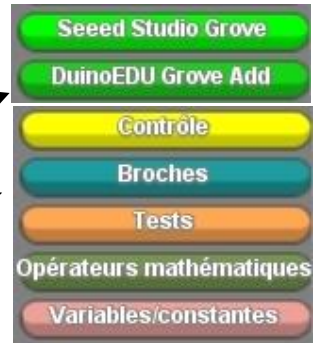 Seeed Studio Grove
DuinoEDU Grove Add
Contrôle
Broches
Tests
Opérateurs mathématiques
Variables/constantes